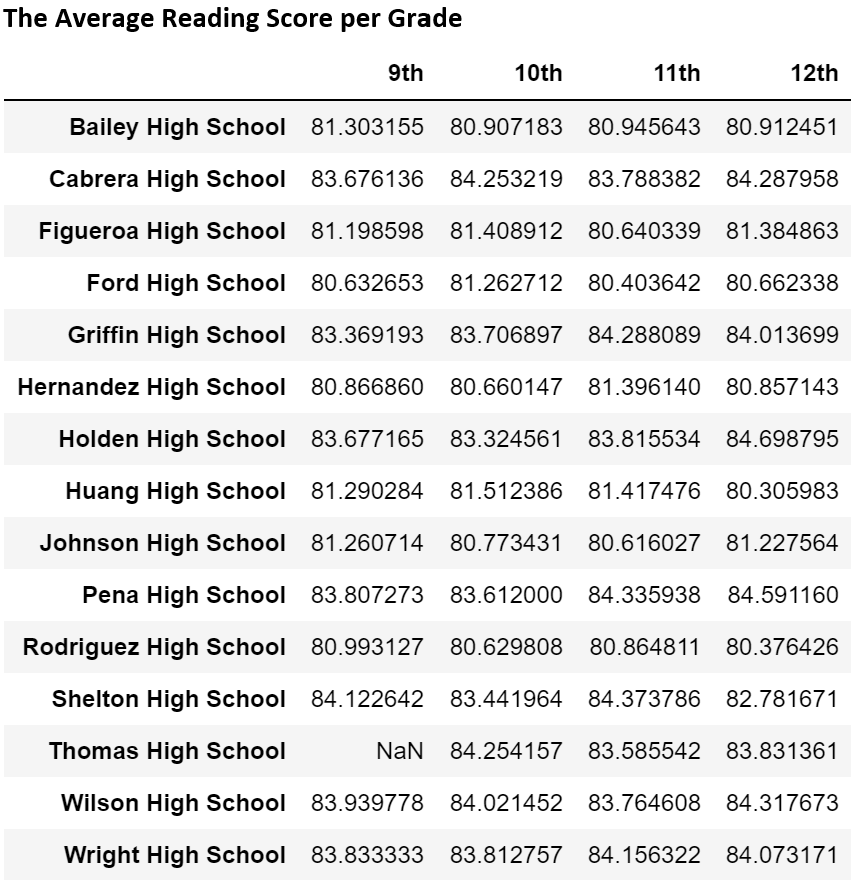 The Average Reading Score per Grade
9th 10th 11th 12th
Bailey High School 81.303155 80.907183 80.945643 80.912451
Cabrera High School 83.676136 84.253219 83.788382 84.287958
Figueroa High School 81.198598 81.408912 80.640339 81.384863
Ford High School 80.632653 81.262712 80.403642 80.662338
Griffin High School 83.369193 83.706897 84.288089 84.013699
Hernandez High School 80.866860 80.660147 81.396140 80.857143
Holden High School 83.677165 83.324561 83.815534 84.698795
Huang High School 81.290284 81.512386 81.417476 80.305983
Johnson High School 81.260714 80.773431 80.616027 81.227564
Pena High School 83.807273 83.612000 84.335938 84.591160
Rodriguez High School 80.993127 80.629808 80.864811 80.376426
Shelton High School 84.122642 83.441964 84.373786 82.781671
Thomas High School NaN 84.254157 83.585542 83.831361
Wilson High School 83.939778 84.021452 83.764608 84.317673
Wright High School 83.833333 83.812757 84.156322 84.073171